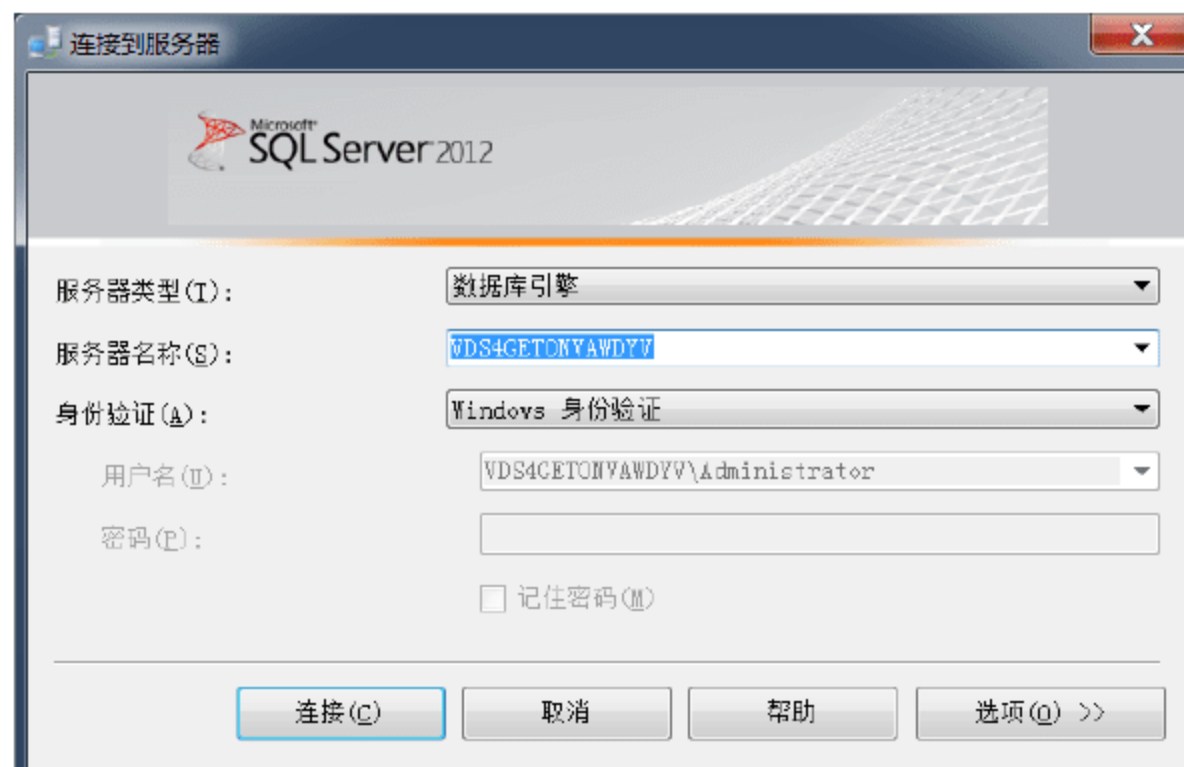 连接到服务器
Microsoft
SQL Server 2012
服务器类型(T): 数据库引擎
服务器名称(S): VDS4GETONVAWDYV
身份验证(A): Windows 身份验证
用户名(U): VDS4GETONVAWDYV\Administrator
密码(P):
记住密码(M)
连接(C) 取消 帮助 选项(O) >>